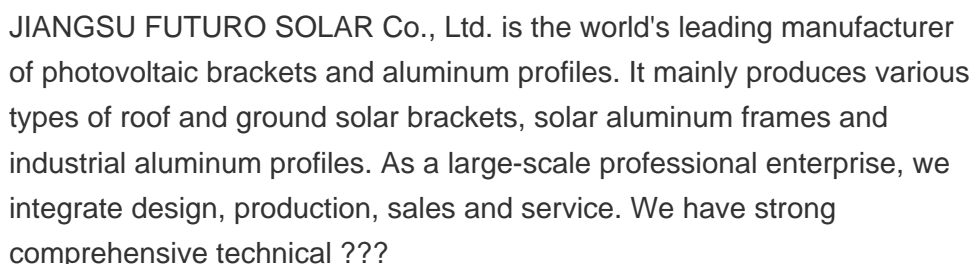 JIANGSU FUTURO SOLAR Co., Ltd. is the world's leading manufacturer
of photovoltaic brackets and aluminum profiles. It mainly produces various
types of roof and ground solar brackets, solar aluminum frames and
industrial aluminum profiles. As a large-scale professional enterprise, we
integrate design, production, sales and service. We have strong
comprehensive technical ???